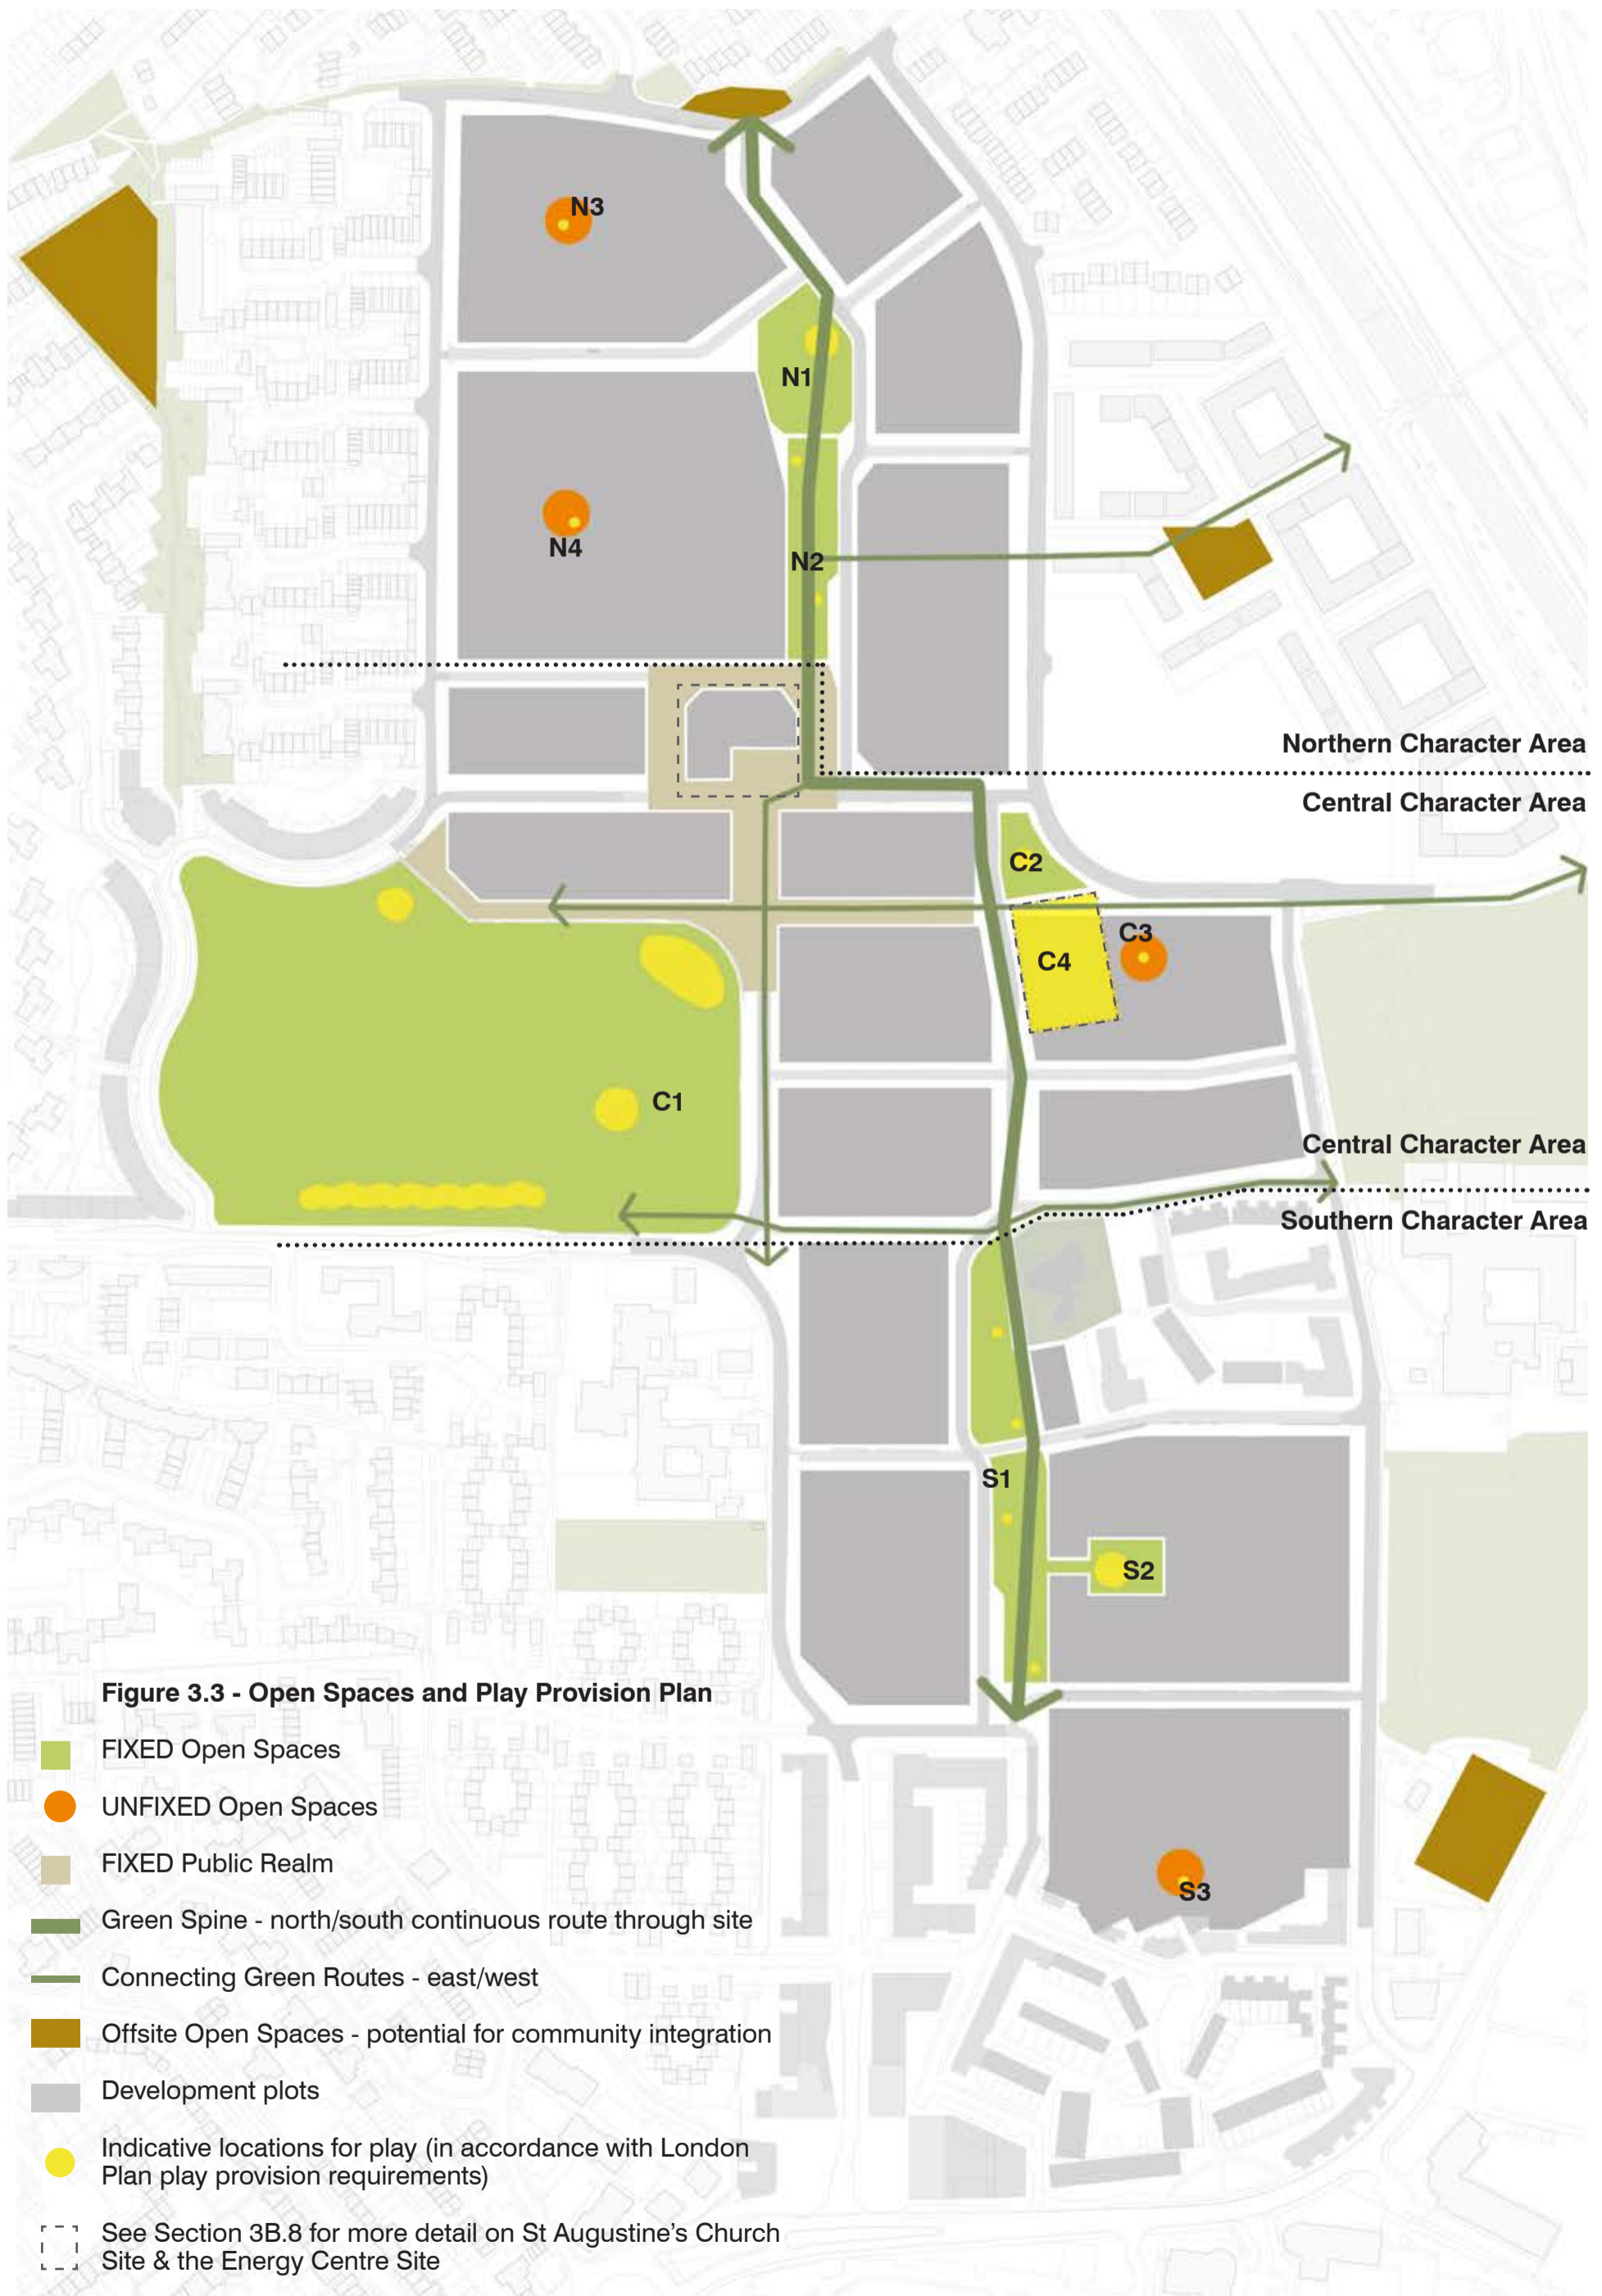 N3
N1
N4
N2
Northern Character Area
Central Character Area
C2
C3
C4
C1
Central Character Area
Southern Character Area
S1
S2
S3
Figure 3.3 - Open Spaces and Play Provision Plan
FIXED Open Spaces
UNFIXED Open Spaces
FIXED Public Realm
Green Spine - north/south continuous route through site
Connecting Green Routes - east/west
Offsite Open Spaces - potential for community integration
Development plots
Indicative locations for play (in accordance with London
Plan play provision requirements)
See Section 3B.8 for more detail on St Augustine's Church
Site & the Energy Centre Site